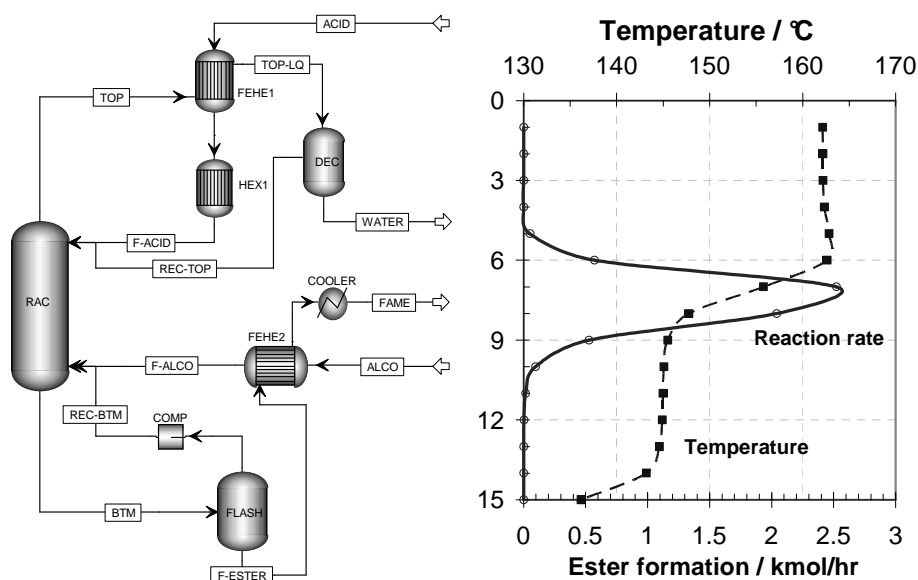 ACID
TOP-LQ
TOP
FEHE1
DEC
HEX1
WATER
F-ACID
REC-TOP
RAC
COOLER
FAME
FEHE2
F-ALCO
ALCO
REC-BTM
COMP
BTM
FLASH
F-ESTER
Temperature / °C
130 140 150 160 170
0
3
6
9
12
15
Reaction rate
Temperature
0 0.5 1 1.5 2 2.5 3
Ester formation / kmol/hr